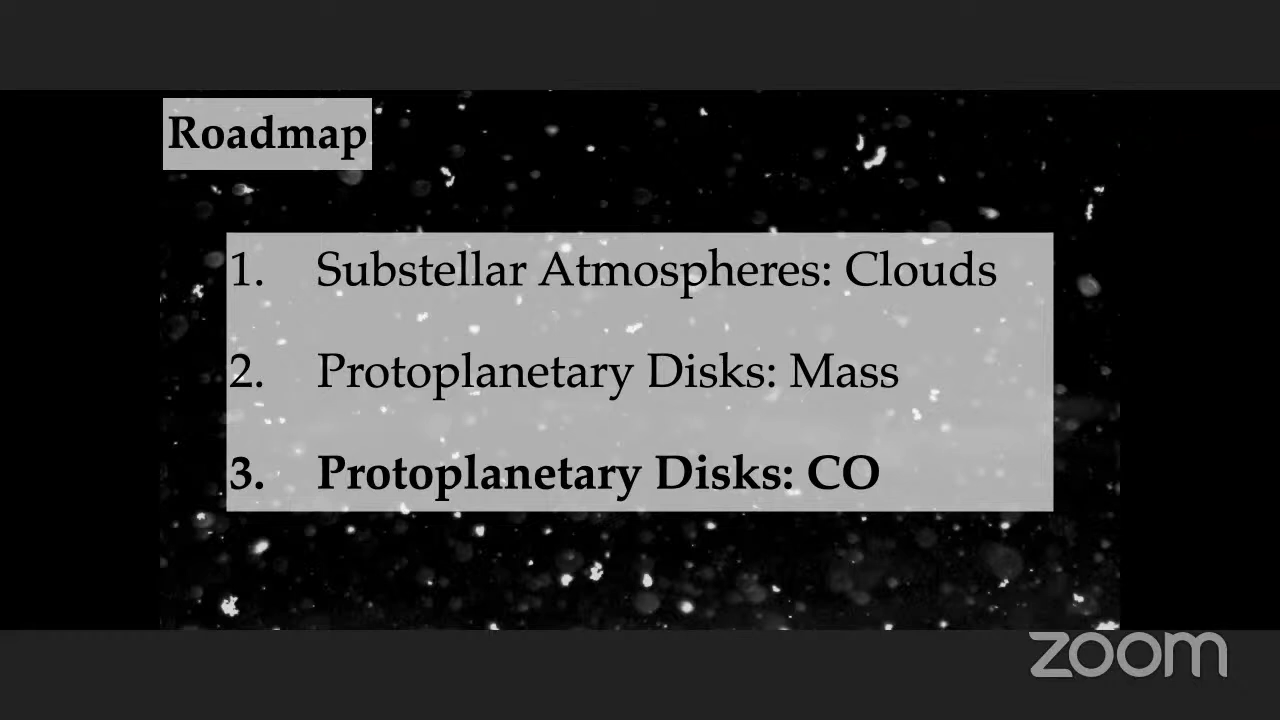 Roadmap
1. Substellar Atmospheres: Clouds
2. Protoplanetary Disks: Mass
3. Protoplanetary Disks: CO
zoom